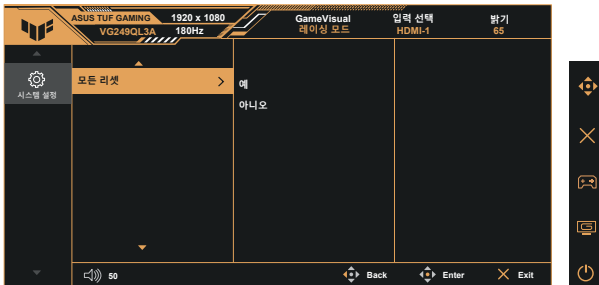 ASUS TUF GAMING 1920 x 1080
VG249QL3A 180Hz
GameVisual
레이싱 모드
입력 선택
HDMI-1
밝기
65
시스템 설정
모든 리셋
예
아니오
50
Back
Enter
Exit